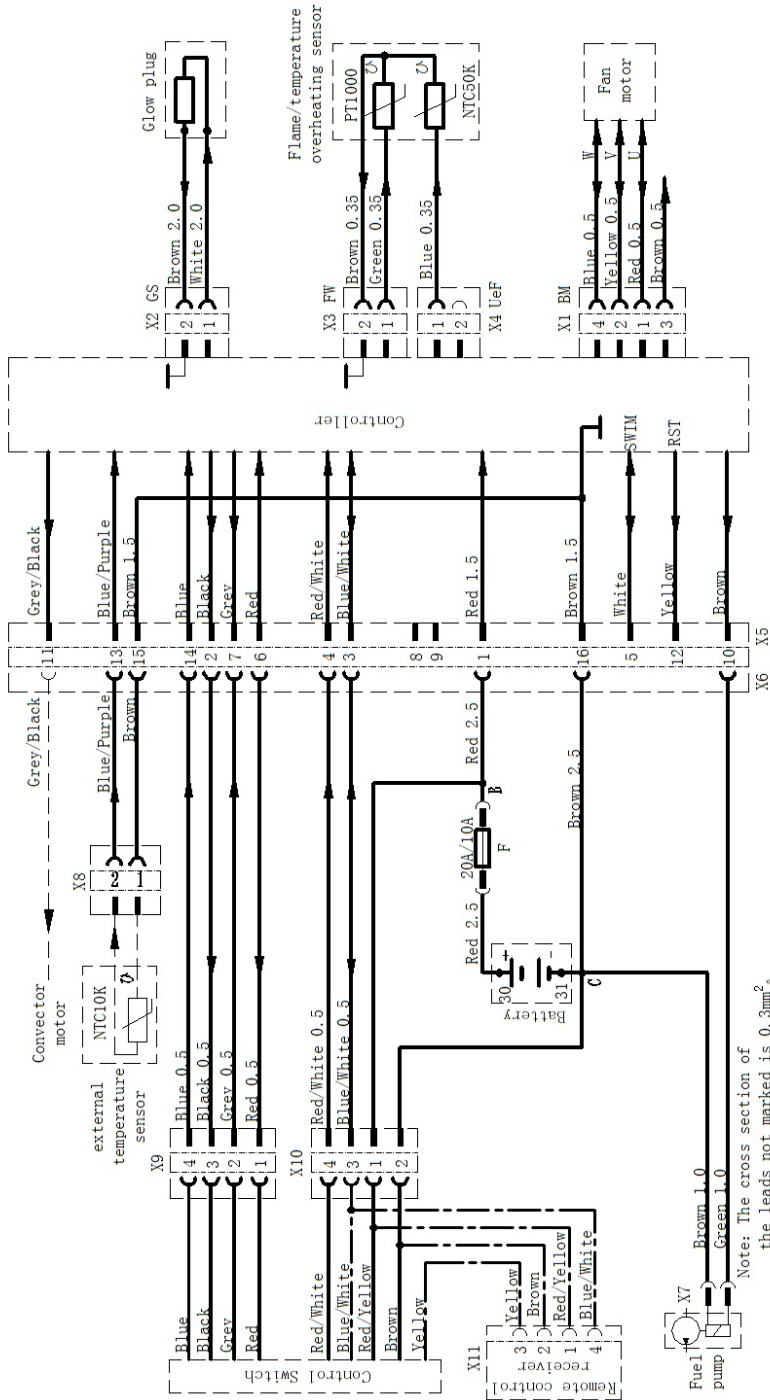 Glow plug
Brown 2.0
White 2.0
X2 GS
2
1
Flame/temperature
overheating sensor
PT1000
NTC50K
Brown 0.35
Green 0.35
Blue 0.35
X3 FW
2
1
1
2
X4 UeF
Fan
motor
W
V
U
Blue 0.5
Yellow 0.5
Red 0.5
Brown 0.5
X1 BM
4
2
1
3
Controller
SWIM
RST
Grey/Black
Blue/Purple
Brown 1.5
Blue
Black
Grey
Red
Red/White
Blue/White
Red 1.5
Brown 1.5
White
Yellow
Brown
X5
11
13
15
14
2
7
6
4
3
8
9
1
16
5
12
10
X6
Grey/Black
Blue/Purple
Brown
Red 2.5
Brown 2.5
B
20A/10A
F
Red 2.5
30
+
-
31
Battery
C
X8
2
1
NTC10K
Convector
motor
external
temperature
sensor
Blue 0.5
Black 0.5
Grey 0.5
Red 0.5
Red/White 0.5
Blue/White 0.5
X9
4
3
2
1
X10
4
3
1
2
Blue
Black
Grey
Red
Red/White
Blue/White
Red/Yellow
Brown
Yellow
Control Switch
Yellow
Brown
Red/Yellow
Blue/White
X11
3
2
1
4
Remote control
receiver
Brown 1.0
Green 1.0
X7
Fuel
pump
Note: The cross section of
the leads not marked is 0.3mm².